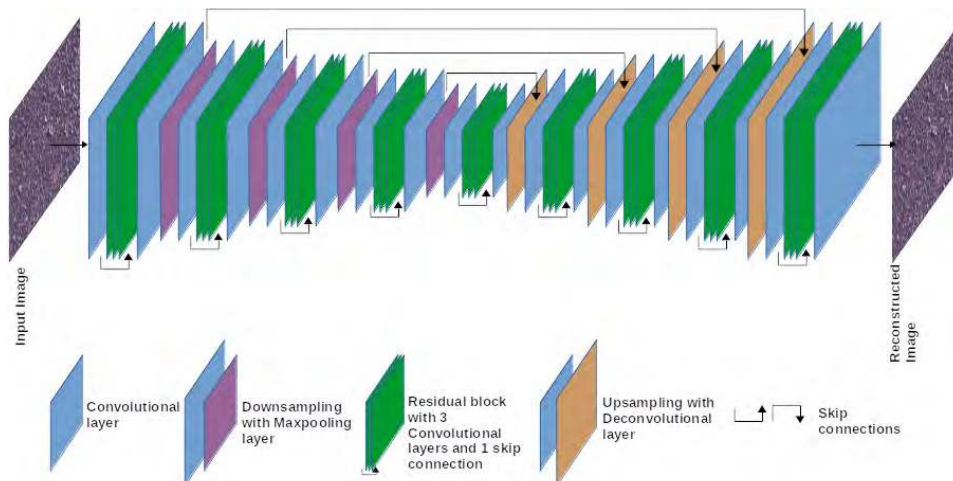 Input Image
Reconstructed
Image
Convolutional
layer
Downsampling
with Maxpooling
layer
Residual block
with 3
Convolutional
layers and 1 skip
connection
Upsampling with
Deconvolutional
layer
Skip
connections